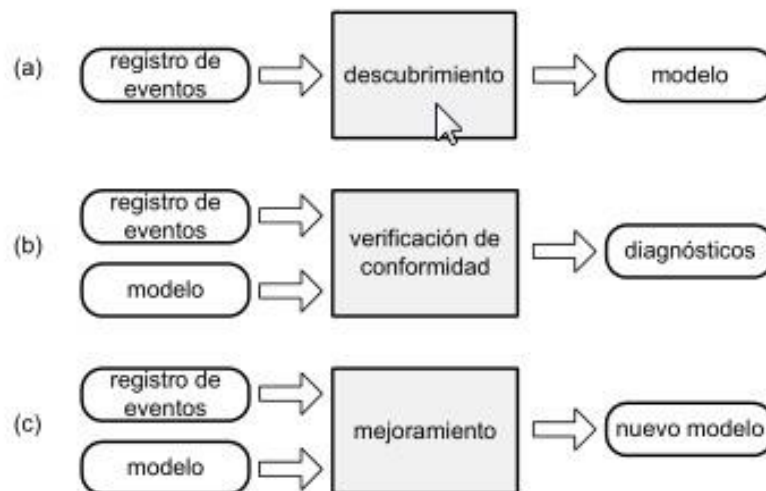 (a)
registro de
eventos
descubrimiento
modelo
(b)
registro de
eventos
modelo
verificación de
conformidad
diagnósticos
(c)
registro de
eventos
modelo
mejoramiento
nuevo modelo